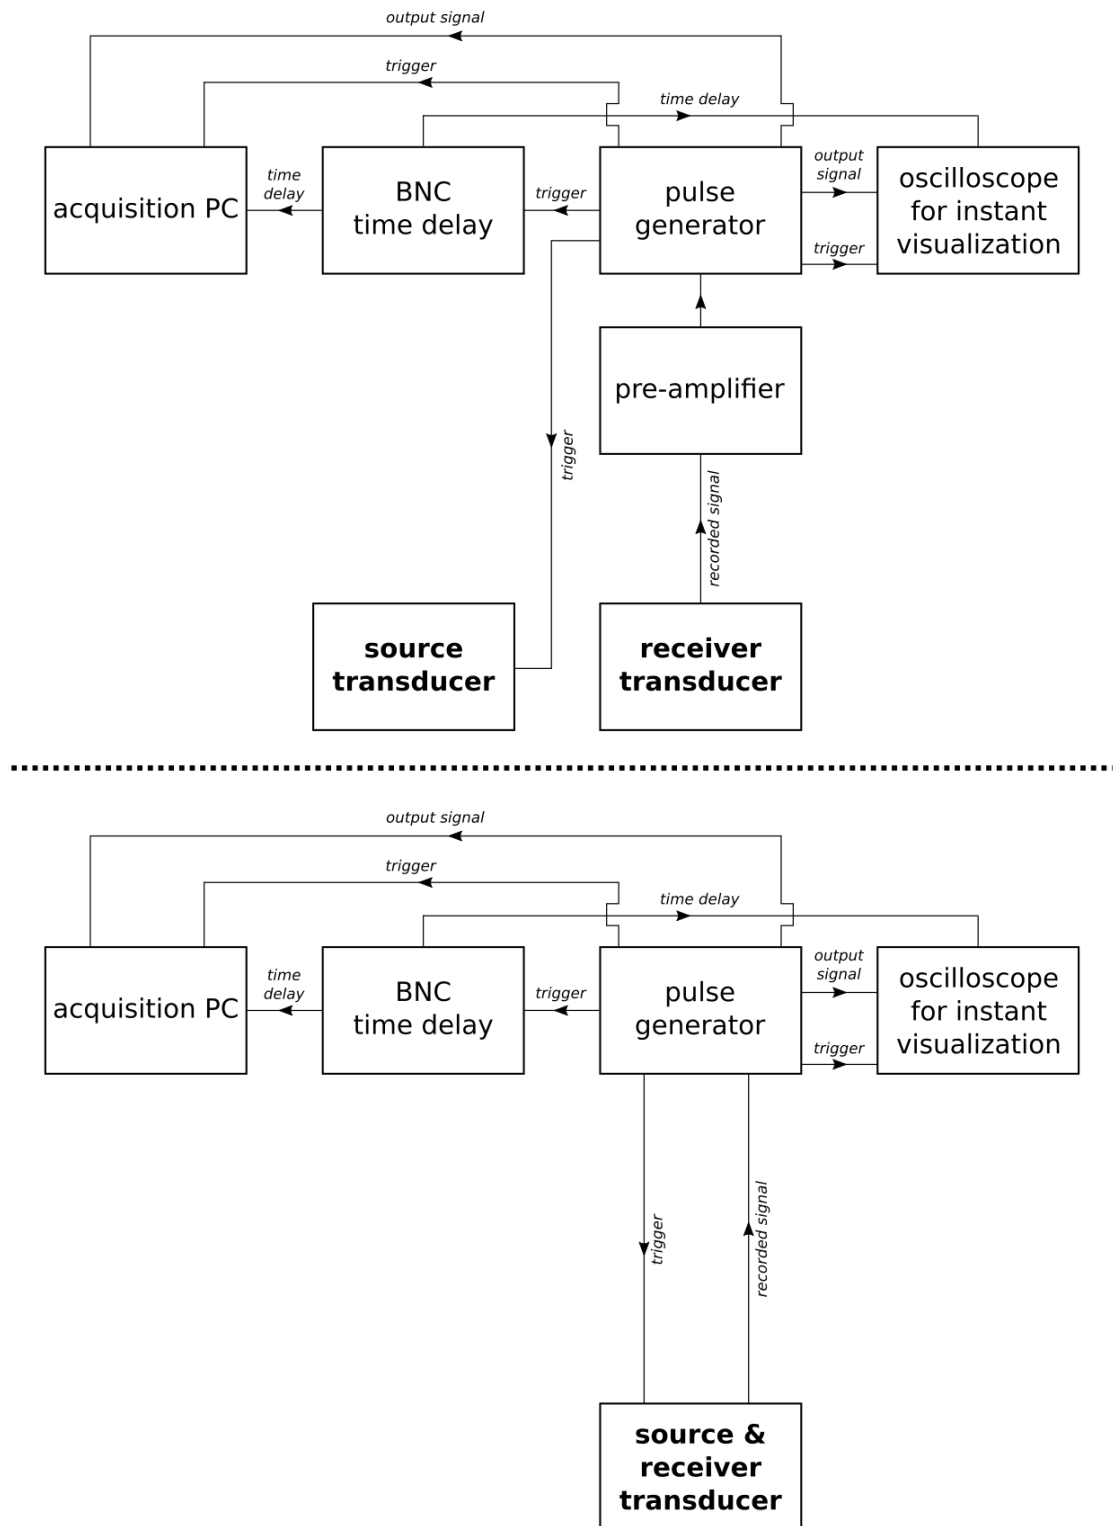 output signal
trigger
time delay
acquisition PC
time
delay
BNC
time delay
trigger
pulse
generator
output
signal
trigger
oscilloscope
for instant
visualization
pre-amplifier
trigger
recorded signal
source
transducer
receiver
transducer
output signal
trigger
time delay
acquisition PC
time
delay
BNC
time delay
trigger
pulse
generator
output
signal
trigger
oscilloscope
for instant
visualization
trigger
recorded signal
source &
receiver
transducer